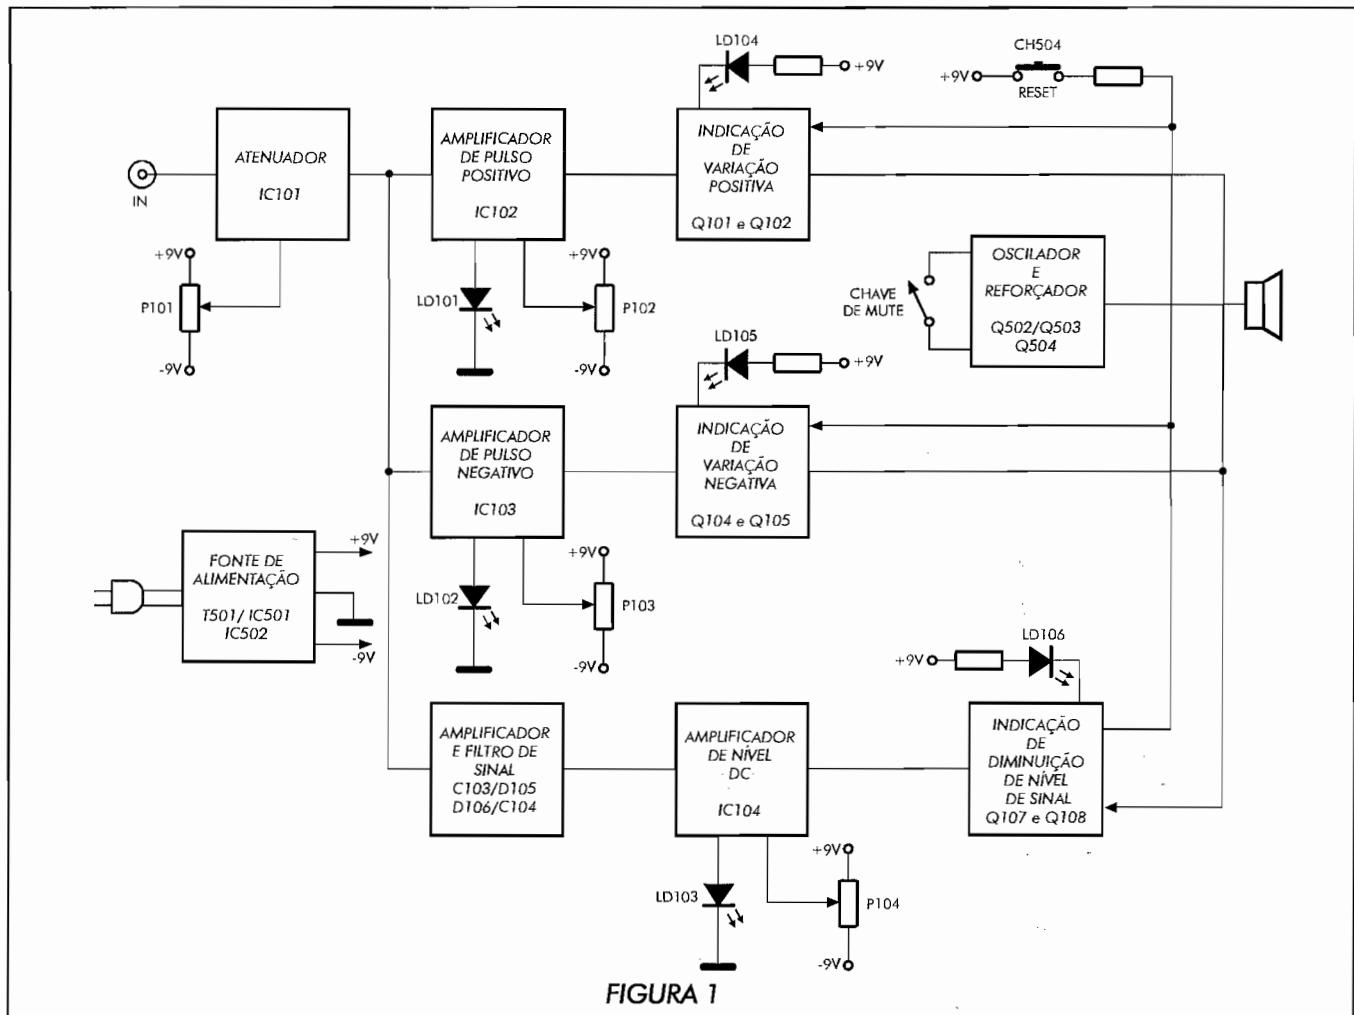 LD104
+9V
CH504
+9V
RESET
ATENUADOR
IC101
IN
AMPLIFICADOR
DE PULSO
POSITIVO
IC102
INDICAÇÃO
DE
VARIAÇÃO
POSITIVA
Q101 e Q102
+9V
P101
-9V
LD101
+9V
P102
-9V
CHAVE
DE MUTE
OSCILADOR
E
REFORÇADOR
Q502/Q503
Q504
LD105
+9V
AMPLIFICADOR
DE PULSO
NEGATIVO
IC103
INDICAÇÃO
DE
VARIAÇÃO
NEGATIVA
Q104 e Q105
FONTE DE
ALIMENTAÇÃO
T501/ IC501
IC502
+9V
-9V
LD102
+9V
P103
-9V
LD106
+9V
AMPLIFICADOR
E FILTRO DE
SINAL
C103/D105
D106/C104
AMPLIFICADOR
DE NÍVEL
DC
IC104
INDICAÇÃO
DE
DIMINUIÇÃO
DE NÍVEL
DE SINAL
Q107 e Q108
LD103
+9V
P104
-9V
FIGURA 1